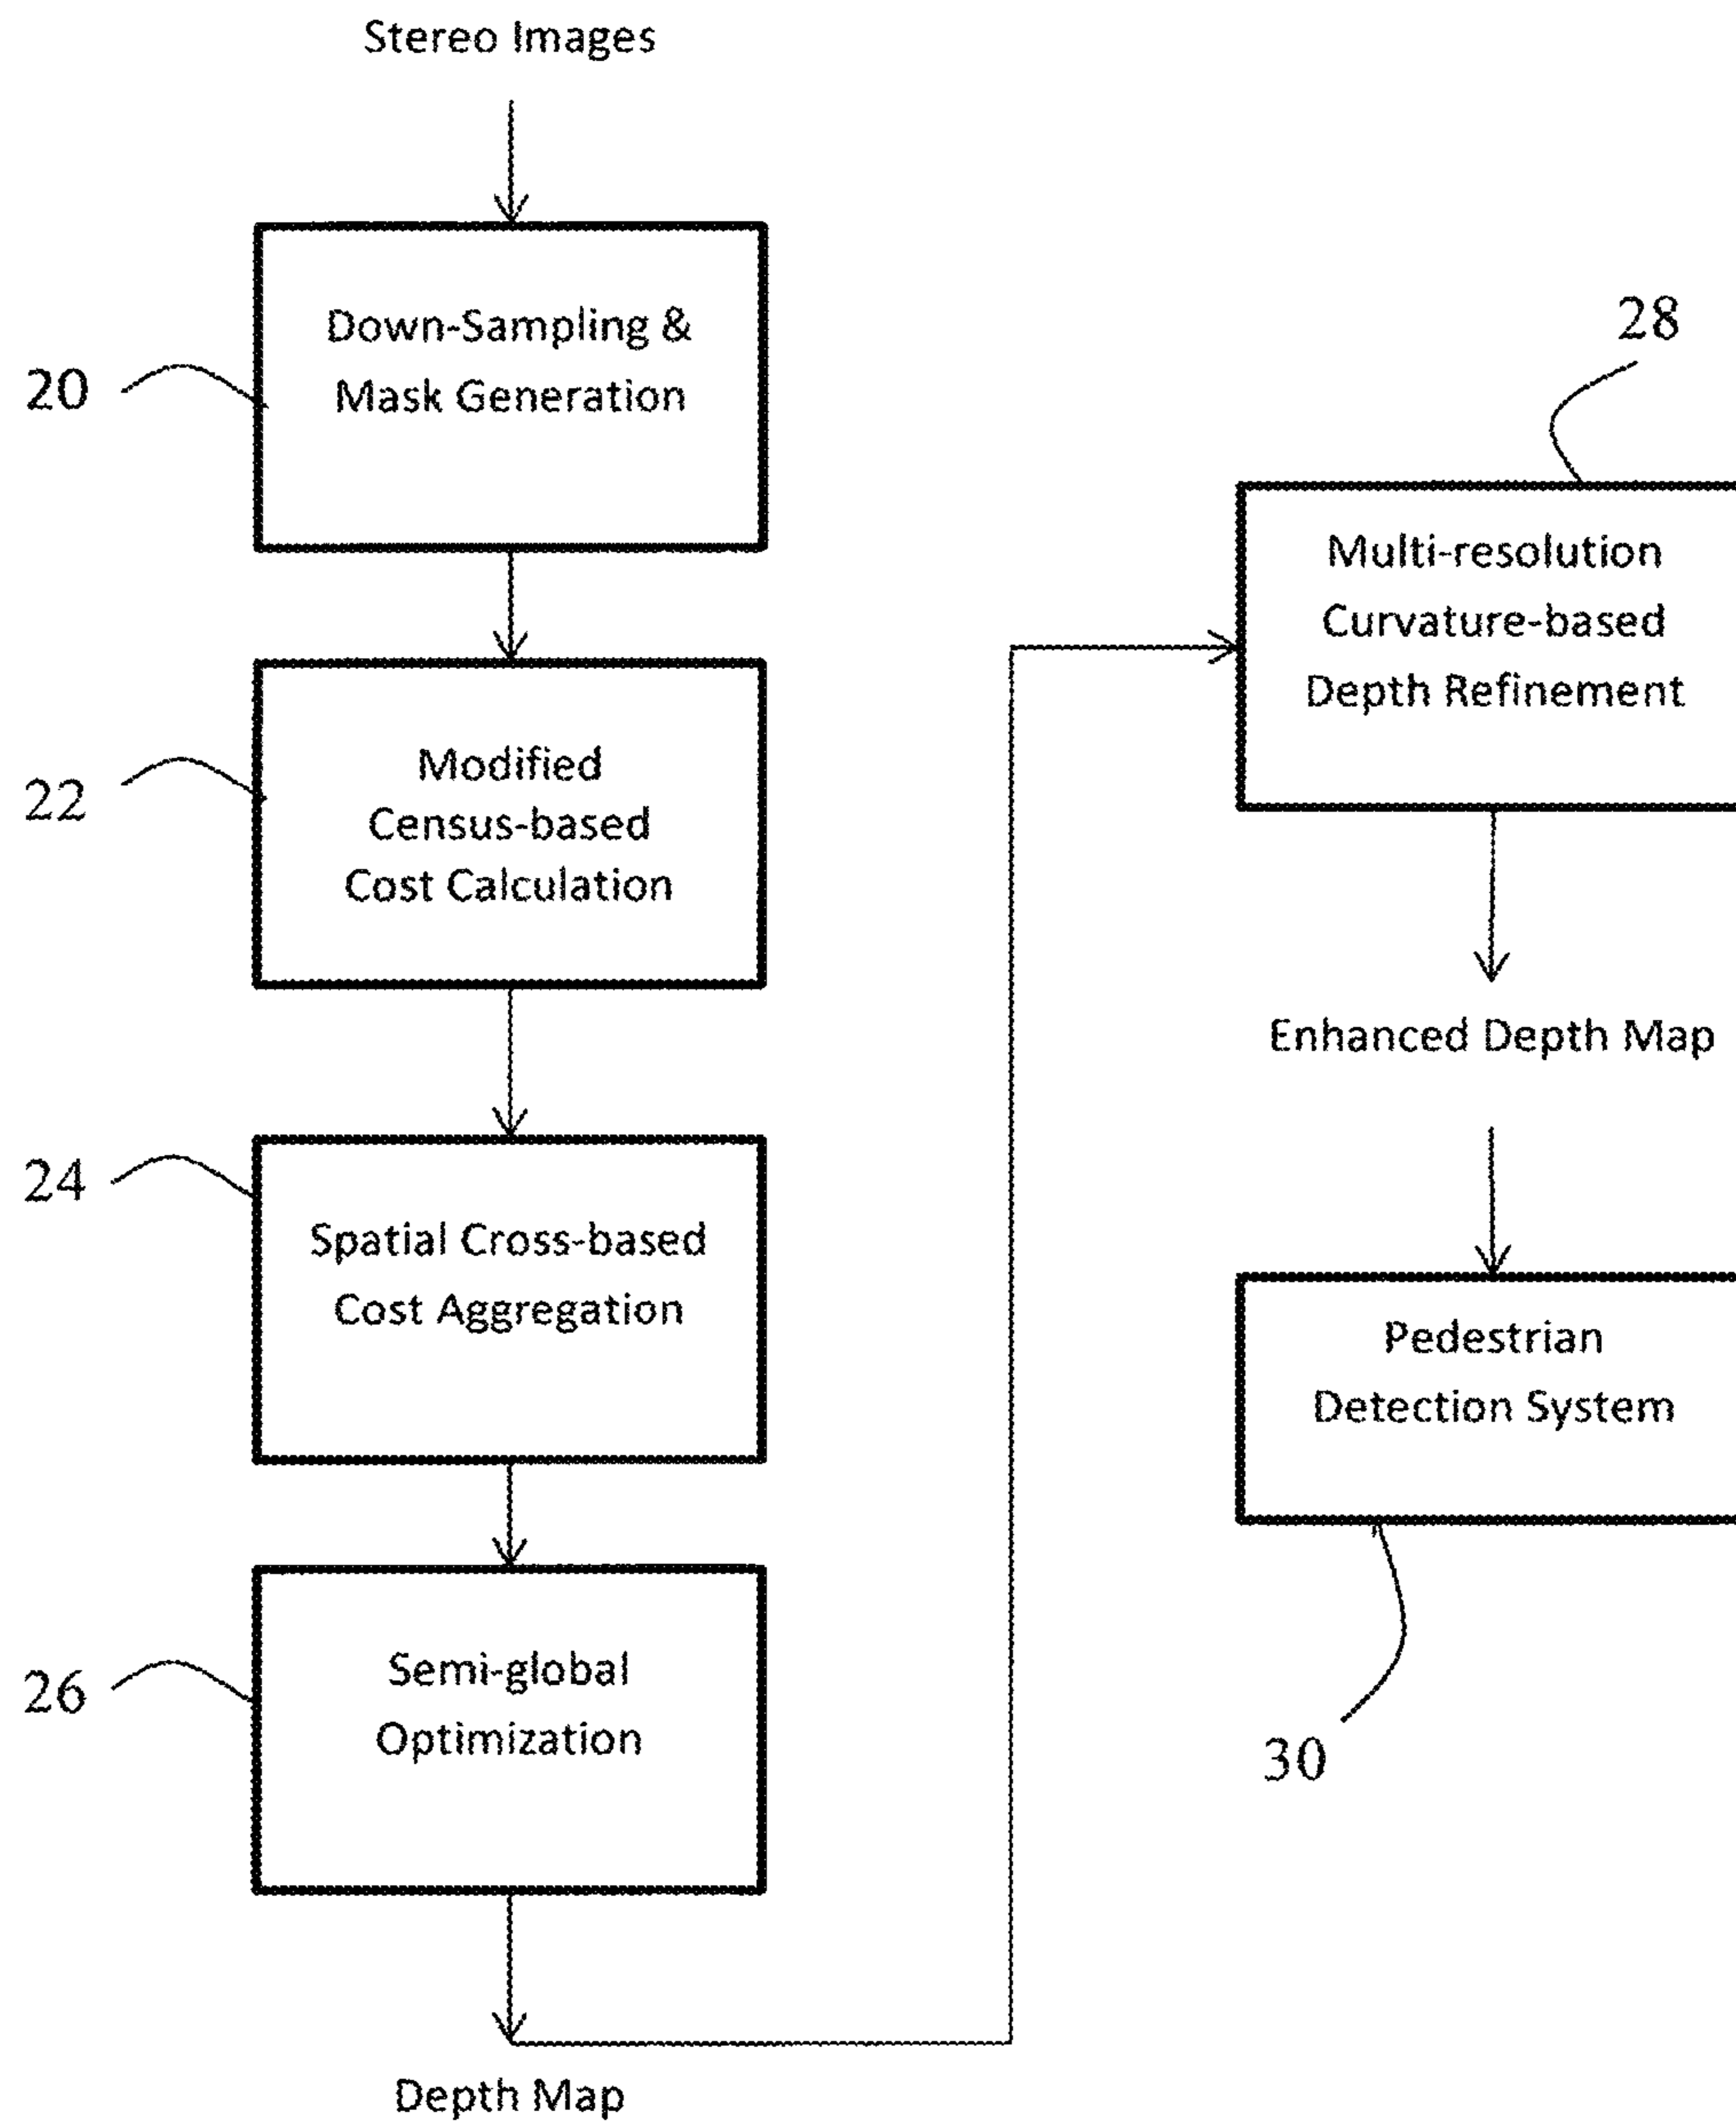 Stereo Images
Down-Sampling &
Mask Generation
20
Modified
Census-based
Cost Calculation
22
Spatial Cross-based
Cost Aggregation
24
Semi-global
Optimization
26
Depth Map
28
Multi-resolution
Curvature-based
Depth Refinement
Enhanced Depth Map
Pedestrian
Detection System
30